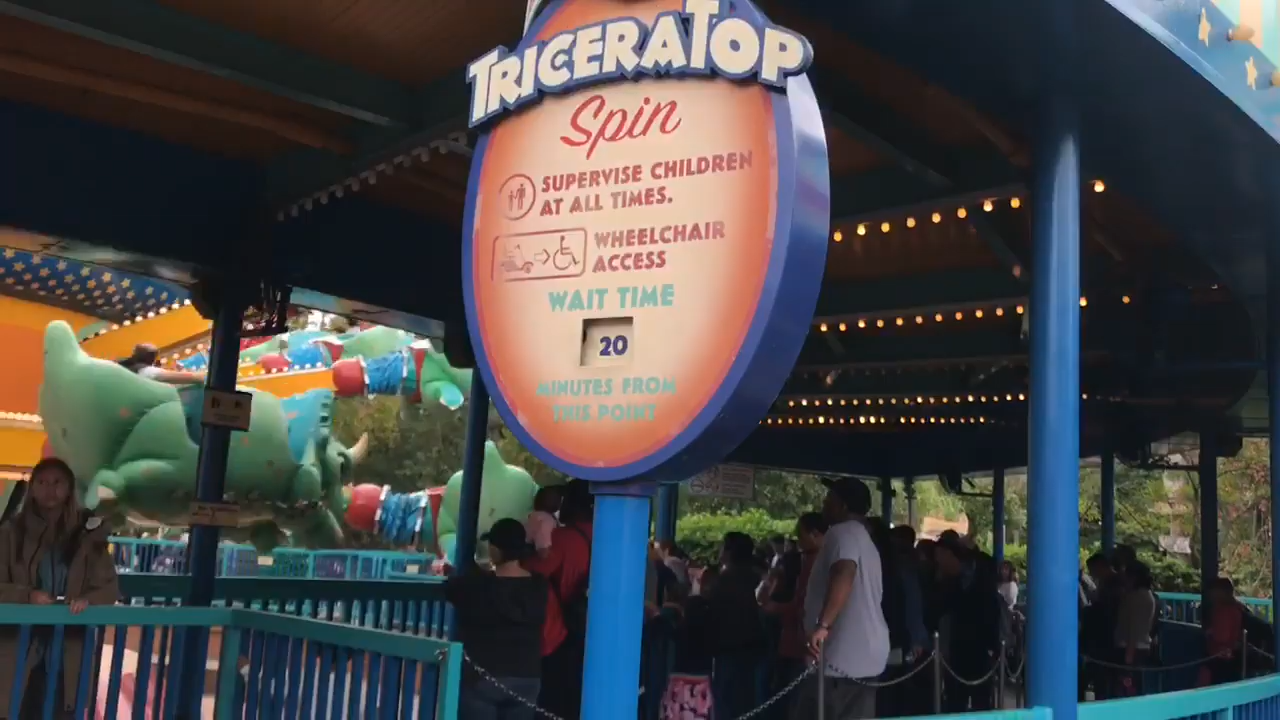 TRICERATOP
Spin
SUPERVISE CHILDREN
AT ALL TIMES.
WHEELCHAIR
ACCESS
WAIT TIME
20
MINUTES FROM
THIS POINT